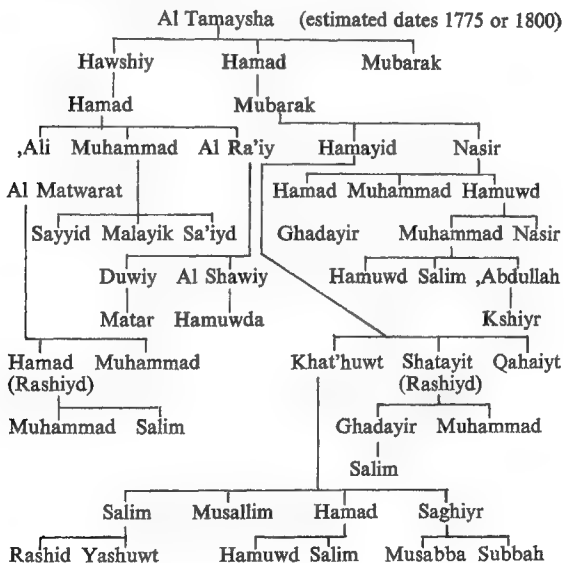 Al Tamaysha (estimated dates 1775 or 1800)
Hawshiy Hamad Mubarak
Hamad Mubarak
,Ali Muhammad Al Ra'iy Hamayid Nasir
Al Matwarat Hamad Muhammad Hamuwd
Sayyid Malayik Sa'iyd Ghadayir Muhammad Nasir
Duwiy Al Shawiy Hamuwd Salim ,Abdullah
Matar Hamuwda Kshiyr
Hamad Muhammad Khat'huwt Shatayit Qahaiyt
(Rashiyd) (Rashiyd)
Muhammad Salim Ghadayir Muhammad
Salim
Salim Musallim Hamad Saghiyr
Rashid Yashuwt Hamuwd Salim Musabba Subbah